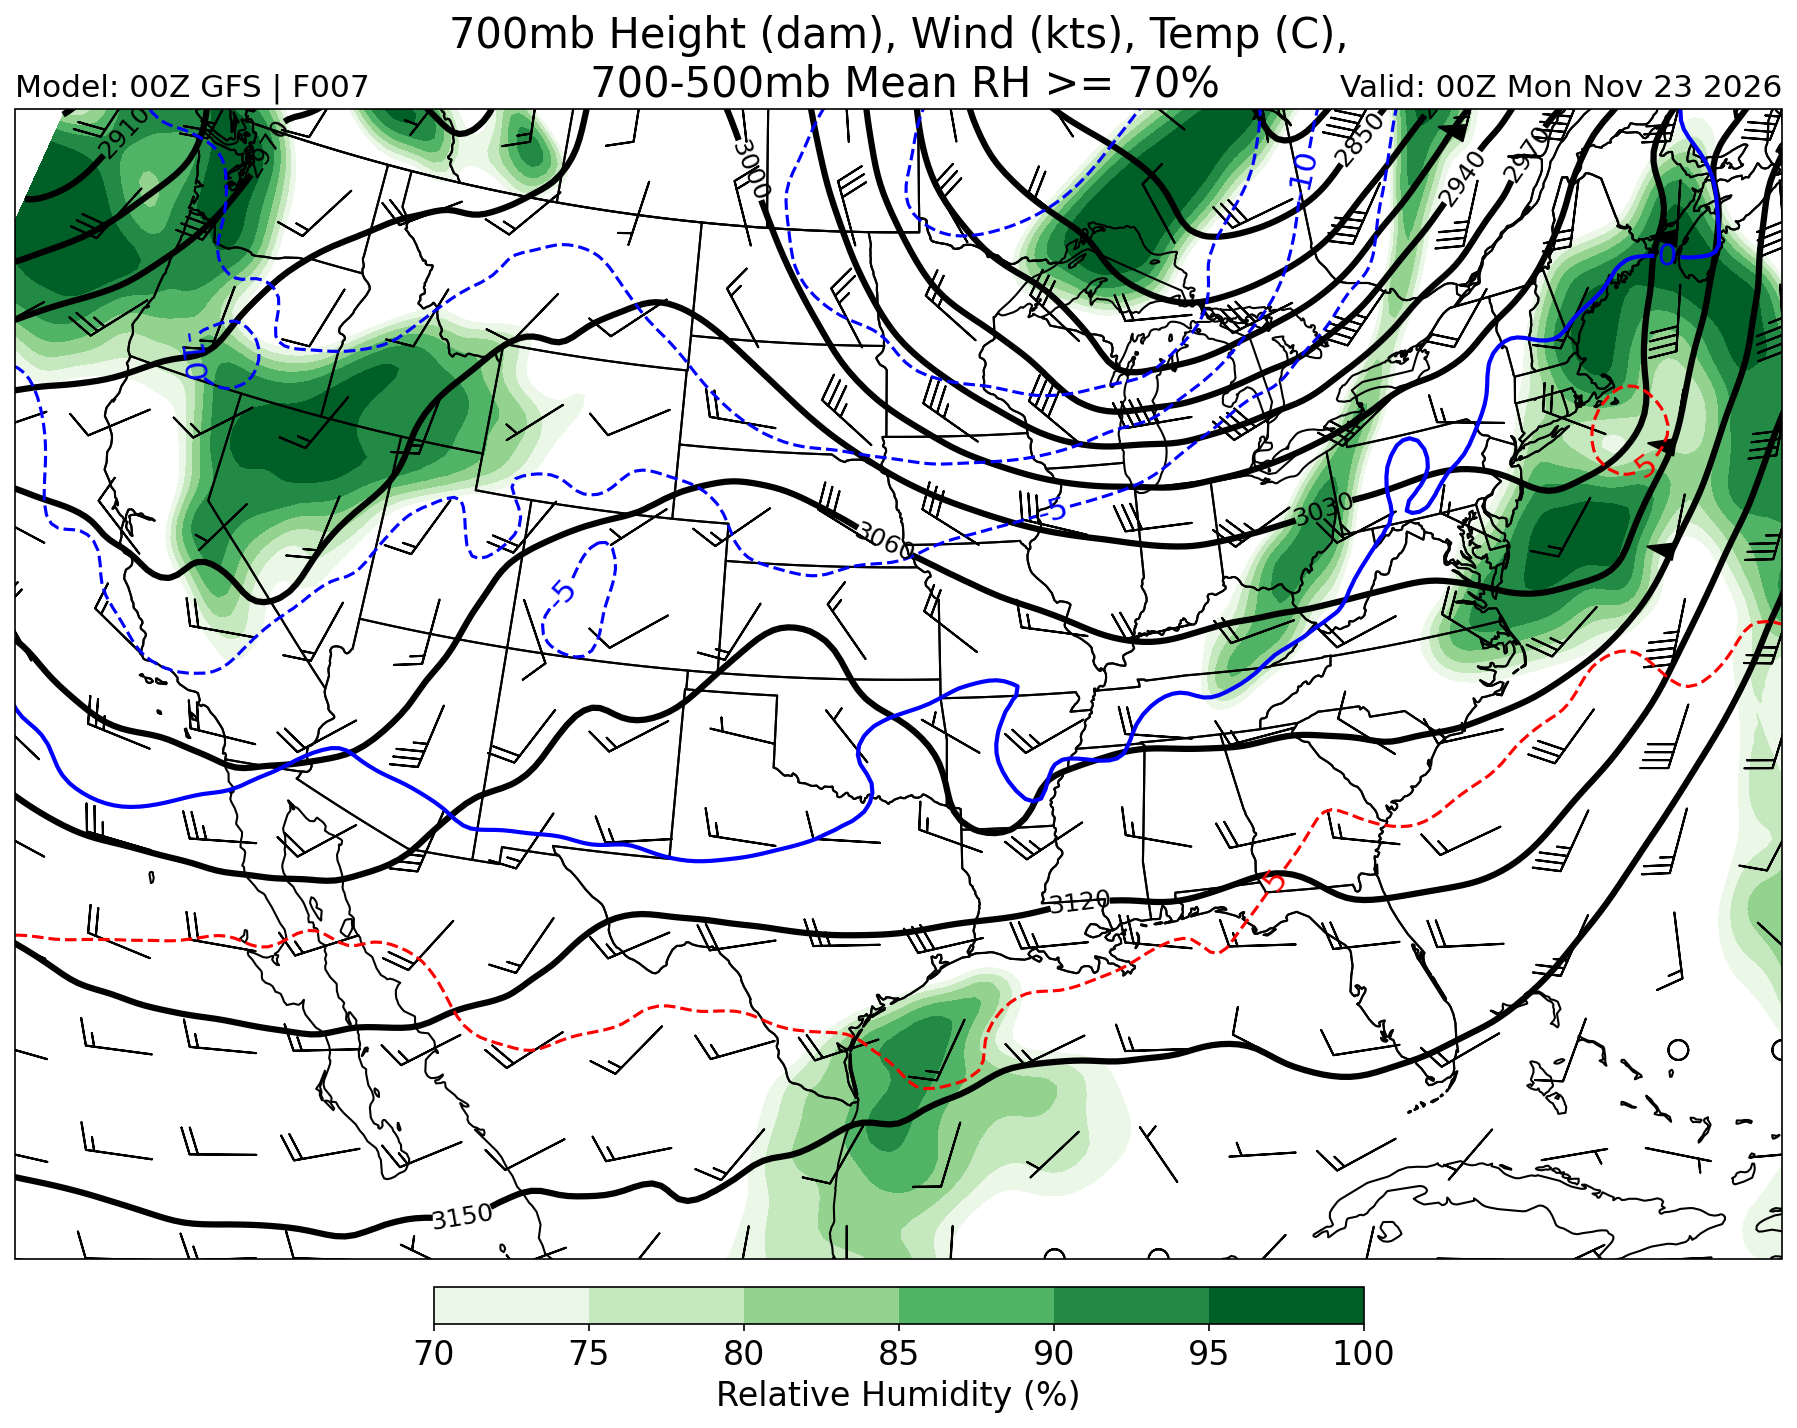 700mb Height (dam), Wind (kts), Temp (C),
700-500mb Mean RH >= 70%
Model: 00Z GFS | F007
Valid: 00Z Mon Nov 23 2026
2910
2970
3000
2850
2940
2970
10
0
-10
5
-5
3030
3060
-5
5
3120
3150
70 75 80 85 90 95 100
Relative Humidity (%)